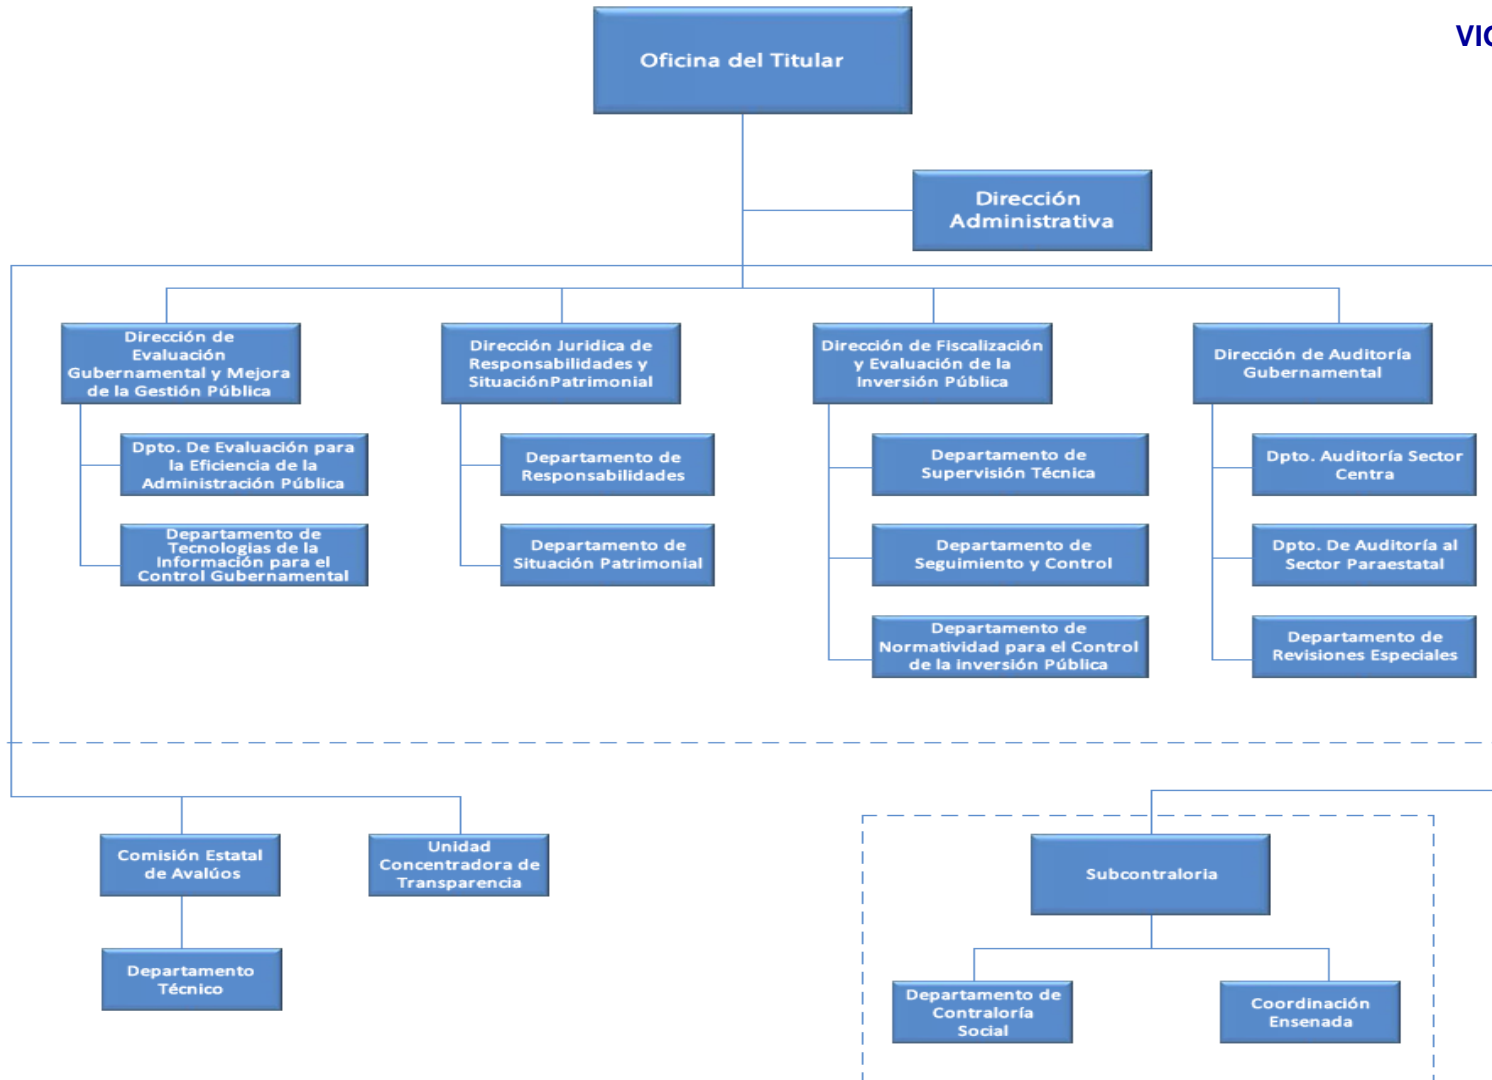 VIC
Oficina del Titular
Dirección
Administrativa
Dirección de
Evaluación
Gubernamental y Mejora
de la Gestión Pública
Dirección Juridica de
Responsabilidades y
SituaciónPatrimonial
Dirección de Fiscalización
y Evaluación de la
Inversión Pública
Dirección de Auditoría
Gubernamental
Dpto. De Evaluación para
la Eficiencia de la
Administración Pública
Departamento de
Responsabilidades
Departamento de
Supervisión Técnica
Dpto. Auditoría Sector
Centra
Departamento de
Tecnologias de la
Información para el
Control Gubernamental
Departamento de
Situación Patrimonial
Departamento de
Seguimiento y Control
Dpto. De Auditoría al
Sector Paraestatal
Departamento de
Normatividad para el Control
de la inversión Pública
Departamento de
Revisiones Especiales
Comisión Estatal
de Avalúos
Unidad
Concentradora de
Transparencia
Subcontraloria
Departamento
Técnico
Departamento de
Contraloría
Social
Coordinación
Ensenada